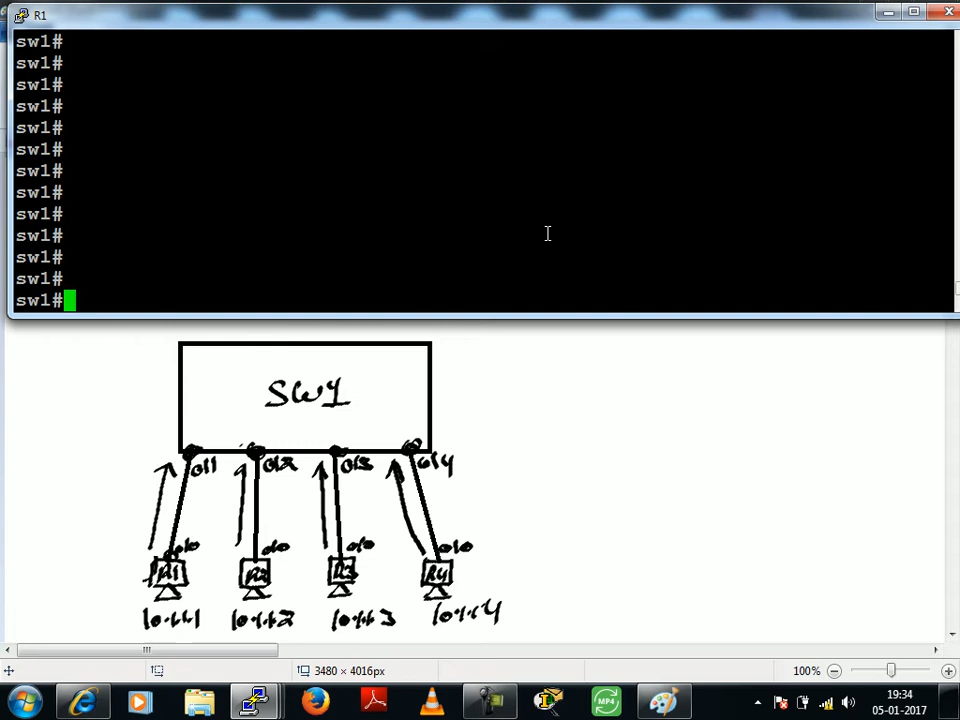 R1
sw1#
sw1#
sw1#
sw1#
sw1#
sw1#
sw1#
sw1#
sw1#
sw1#
sw1#
sw1#
sw1#
SW1
0/1 0/2 0/3 0/4
0/0 0/0 0/0 0/0
R1 R2 R3 R4
10.1.1.1 10.1.1.2 10.1.1.3 10.1.1.4
3480 × 4016px
100%
MP4
19:34
05-01-2017